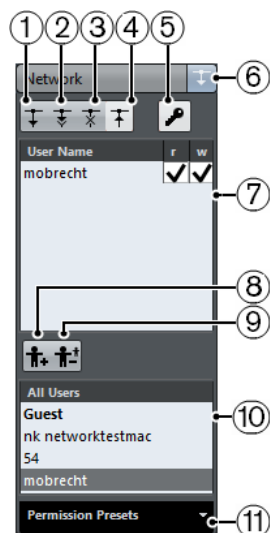 1 2 3 4 5
Network 6
User Name r w
mobrecht
7
8
9
All Users
Guest
10
nk networktestmac
54
mobrecht
Permission Presets
11